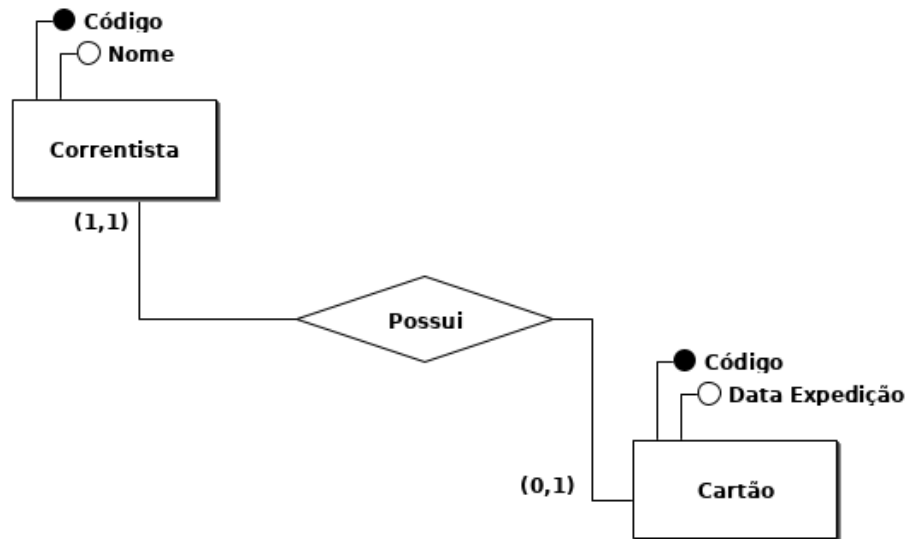 Código
Nome
Correntista
(1,1)
Possui
Código
Data Expedição
(0,1)
Cartão